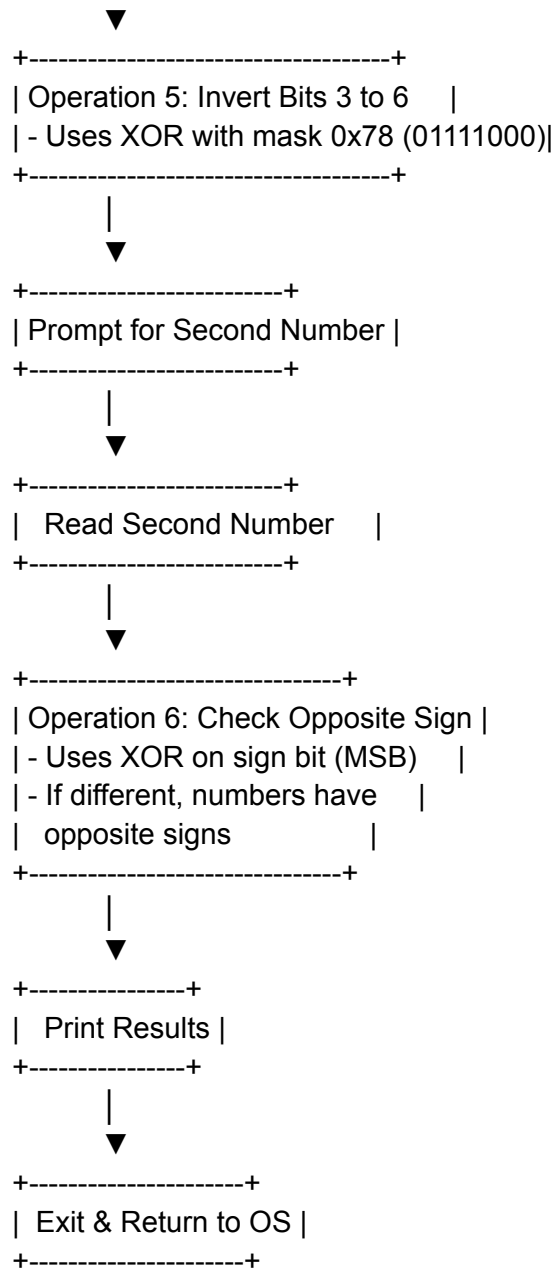 ▼
+-------------------------------------+
| Operation 5: Invert Bits 3 to 6     |
| - Uses XOR with mask 0x78 (01111000)|
+-------------------------------------+
|
▼
+--------------------------+
| Prompt for Second Number |
+--------------------------+
|
▼
+--------------------------+
|   Read Second Number     |
+--------------------------+
|
▼
+--------------------------------+
| Operation 6: Check Opposite Sign |
| - Uses XOR on sign bit (MSB)     |
| - If different, numbers have     |
|   opposite signs                 |
+--------------------------------+
|
▼
+----------------+
|   Print Results |
+----------------+
|
▼
+----------------------+
|  Exit & Return to OS |
+----------------------+